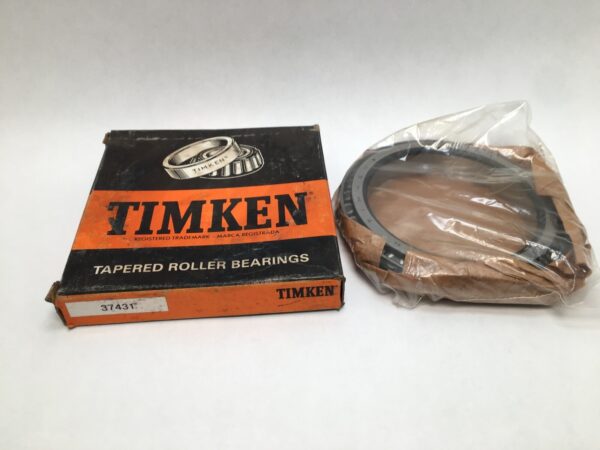 TIMKEN
TIMKEN®
REGISTERED TRADEMARK - MARCA REGISTRADA
TAPERED ROLLER BEARINGS
TIMKEN
37431